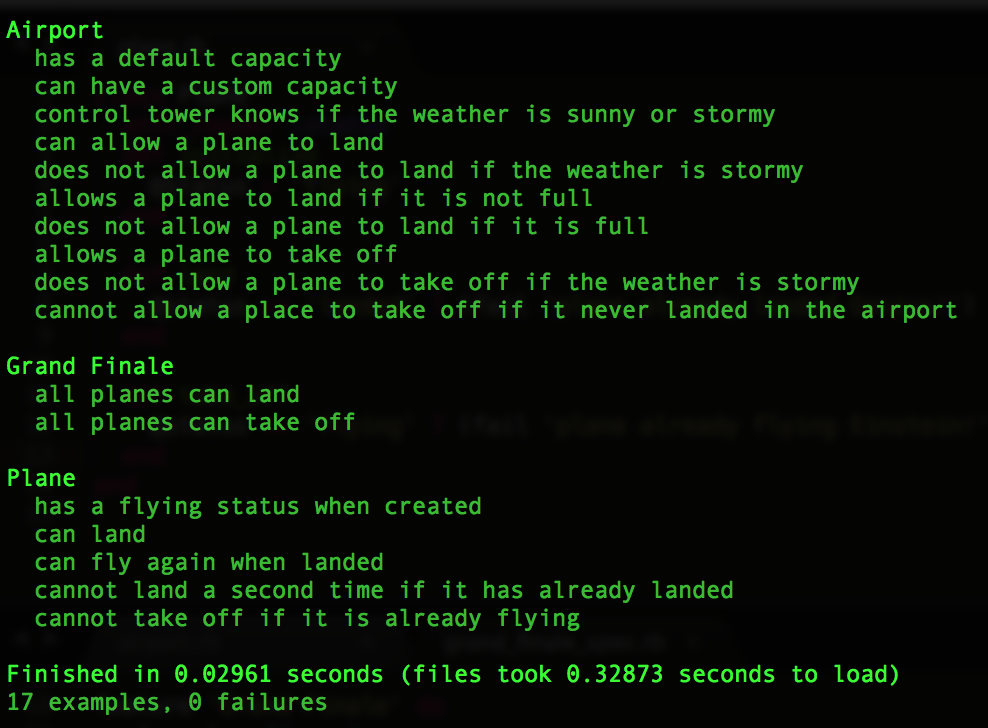 Airport
has a default capacity
can have a custom capacity
control tower knows if the weather is sunny or stormy
can allow a plane to land
does not allow a plane to land if the weather is stormy
allows a plane to land if it is not full
does not allow a plane to land if it is full
allows a plane to take off
does not allow a plane to take off if the weather is stormy
cannot allow a place to take off if it never landed in the airport
Grand Finale
all planes can land
all planes can take off
Plane
has a flying status when created
can land
can fly again when landed
cannot land a second time if it has already landed
cannot take off if it is already flying
Finished in 0.02961 seconds (files took 0.32873 seconds to load)
17 examples, 0 failures